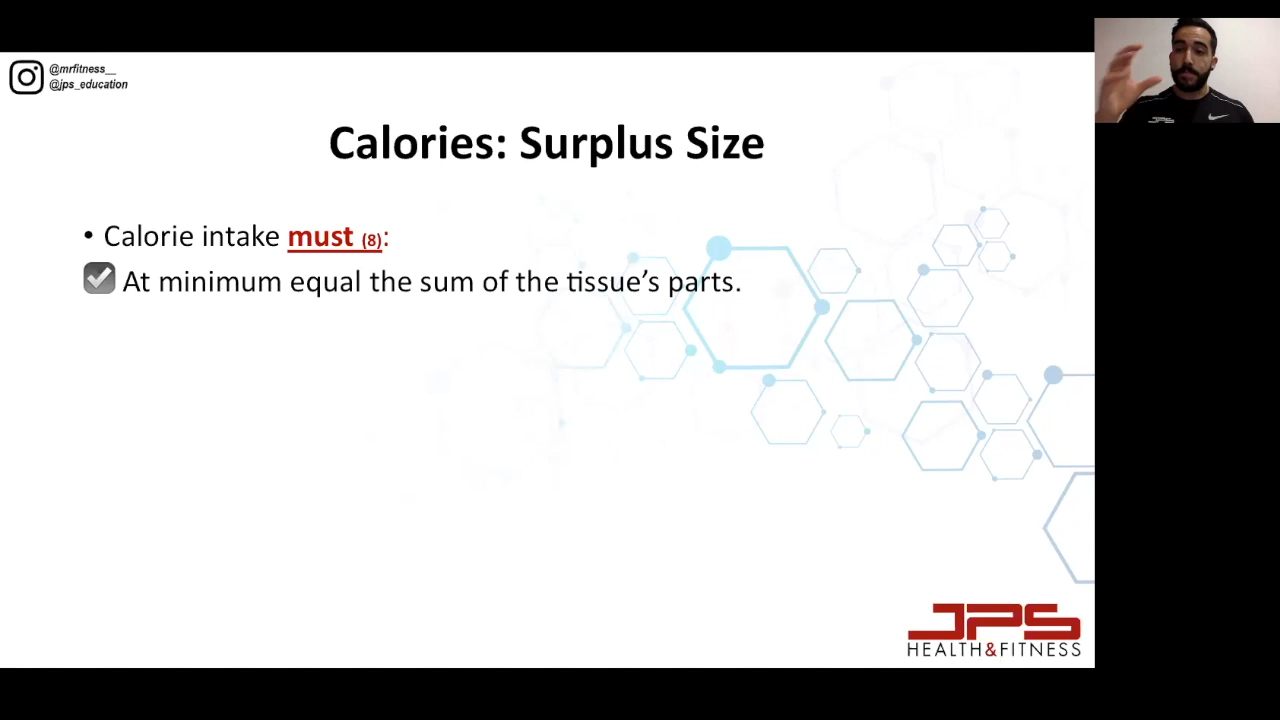 @mrfitness__
@jps_education
Calories: Surplus Size
• Calorie intake must (8):
At minimum equal the sum of the tissue’s parts.
JPS
HEALTH&FITNESS